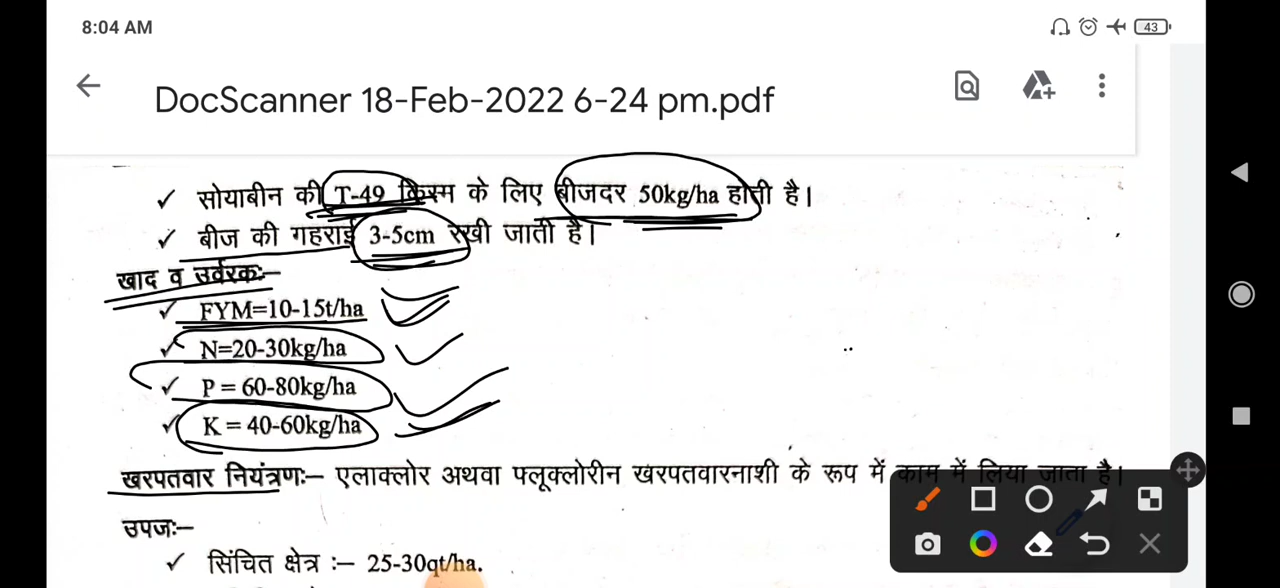 8:04 AM
43
DocScanner 18-Feb-2022 6-24 pm.pdf
✓ सोयाबीन की T-49 किस्म के लिए बीजदर 50kg/ha होती है।
✓ बीज की गहराई 3-5cm रखी जाती है।
खाद व उर्वरकः–
✓ FYM=10-15t/ha
✓ N=20-30kg/ha
✓ P = 60-80kg/ha
✓ K = 40-60kg/ha
खरपतवार नियंत्रणः– एलाक्लोर अथवा फ्लूक्लोरीन खरपतवारनाशी के रूप में काम में लिया जाता है।
उपजः–
✓ सिंचित क्षेत्र :– 25-30qt/ha.